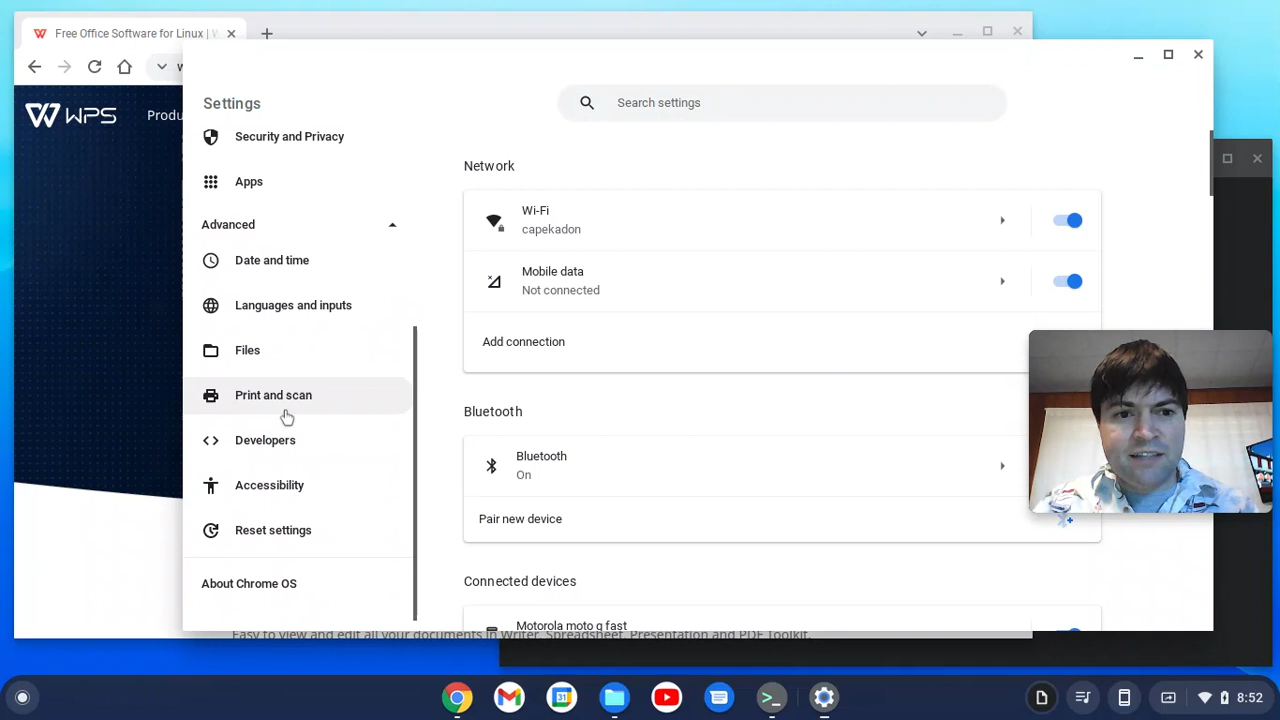 Free Office Software for Linux |
WPS
Produ
Settings
Search settings
Security and Privacy
Apps
Advanced
Date and time
Languages and inputs
Files
Print and scan
Developers
Accessibility
Reset settings
About Chrome OS
Network
Wi-Fi
capekadon
Mobile data
Not connected
Add connection
Bluetooth
Bluetooth
On
Pair new device
Connected devices
Motorola moto g fast
Easy to view and edit all your documents in Writer, Spreadsheet, Presentation and PDF Toolkit.
31
8:52